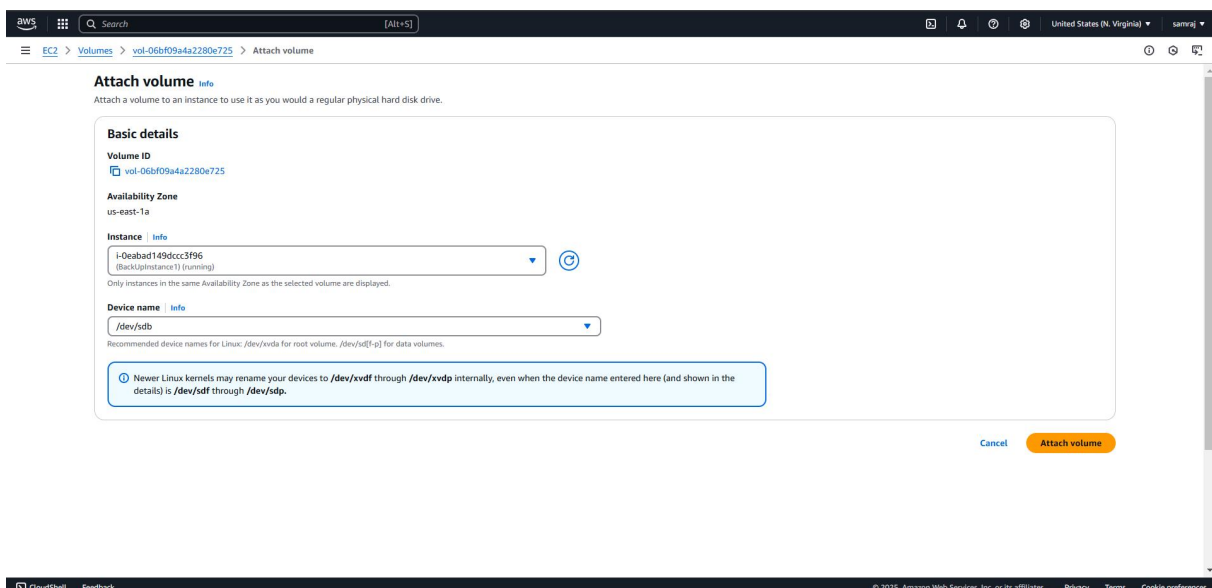 aws
Search [Alt+S]
United States (N. Virginia)
samraj
EC2 > Volumes > vol-06bf09a4a2280e725 > Attach volume
Attach volume Info
Attach a volume to an instance to use it as you would a regular physical hard disk drive.
Basic details
Volume ID
vol-06bf09a4a2280e725
Availability Zone
us-east-1a
Instance | Info
i-0eabad149dccc3f96
(BackUpInstance1) (running)
Only instances in the same Availability Zone as the selected volume are displayed.
Device name | Info
/dev/sdb
Recommended device names for Linux: /dev/xvda for root volume. /dev/sd[f-p] for data volumes.
Newer Linux kernels may rename your devices to /dev/xvdf through /dev/xvdp internally, even when the device name entered here (and shown in the
details) is /dev/sdf through /dev/sdp.
Cancel
Attach volume
CloudShell Feedback
© 2025, Amazon Web Services, Inc. or its affiliates. Privacy Terms Cookie preferences